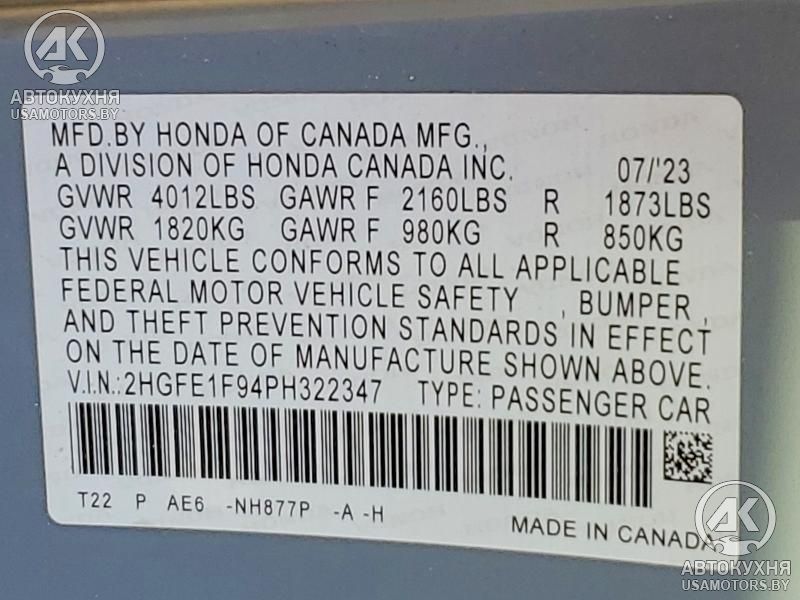 AK
АВТОКУХНЯ
USAMOTORS.BY
MFD.BY HONDA OF CANADA MFG.,
A DIVISION OF HONDA CANADA INC. 07/'23
GVWR 4012LBS GAWR F 2160LBS R 1873LBS
GVWR 1820KG GAWR F 980KG R 850KG
THIS VEHICLE CONFORMS TO ALL APPLICABLE
FEDERAL MOTOR VEHICLE SAFETY , BUMPER ,
AND THEFT PREVENTION STANDARDS IN EFFECT
ON THE DATE OF MANUFACTURE SHOWN ABOVE.
V.I.N.:2HGFE1F94PH322347 TYPE: PASSENGER CAR
T22 P AE6 -NH877P -A -H
MADE IN CANADA
AK
АВТОКУХНЯ
USAMOTORS.BY